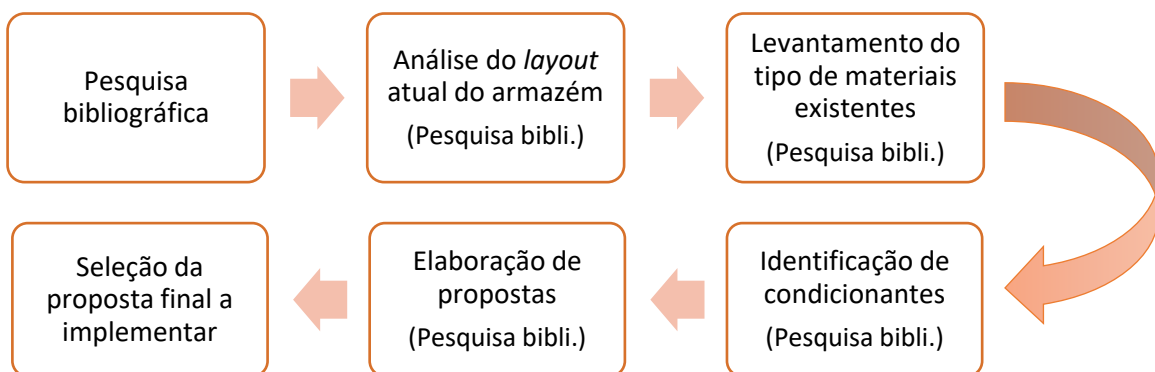 Pesquisa
bibliográfica
Análise do layout
atual do armazém
(Pesquisa bibli.)
Levantamento do
tipo de materiais
existentes
(Pesquisa bibli.)
Identificação de
condicionantes
(Pesquisa bibli.)
Elaboração de
propostas
(Pesquisa bibli.)
Seleção da
proposta final a
implementar